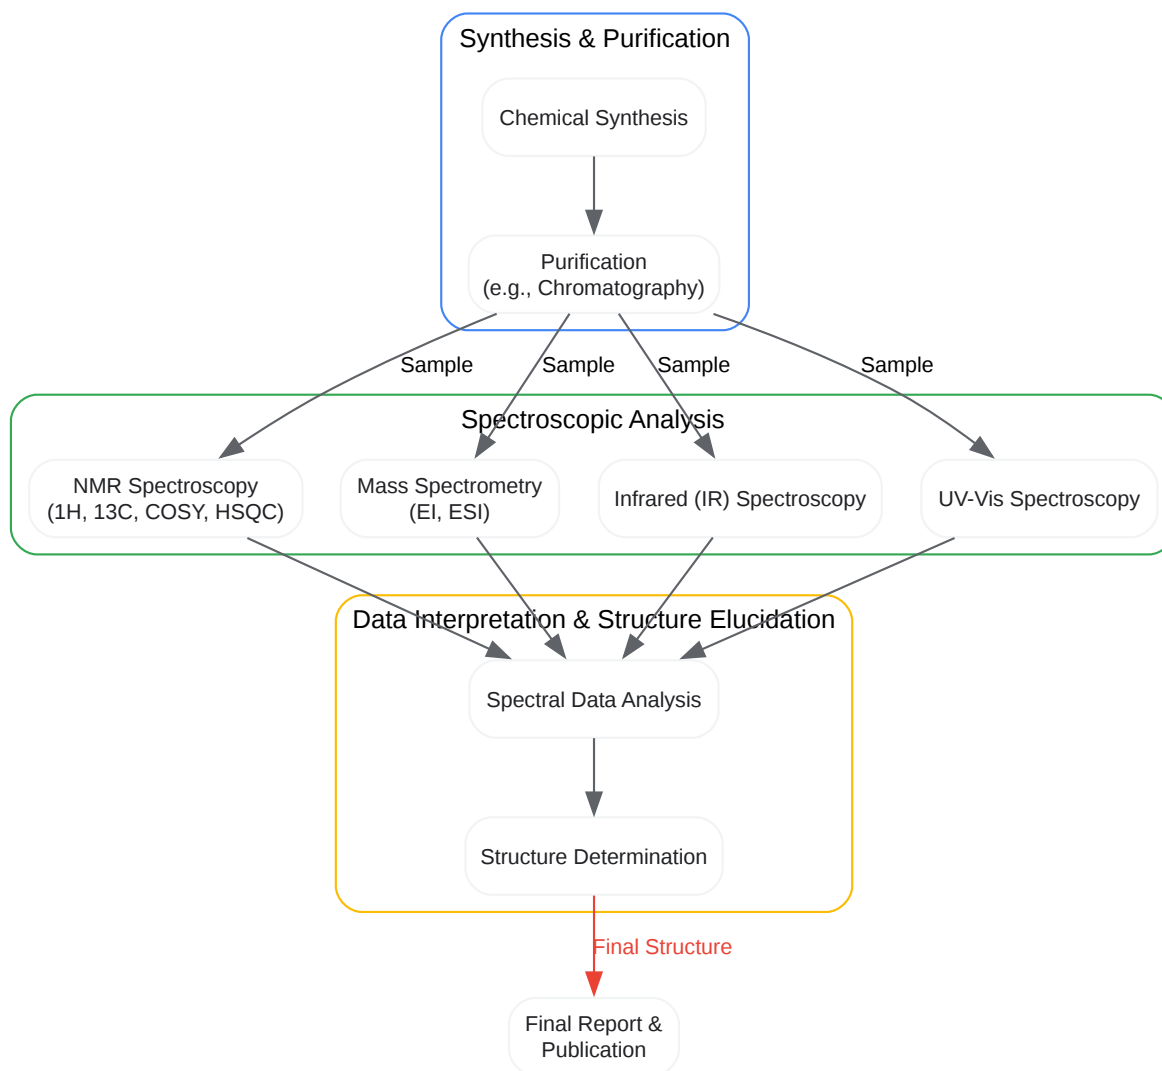 Synthesis & Purification
Chemical Synthesis
Purification
(e.g., Chromatography)
Sample
Sample
Sample
Sample
Spectroscopic Analysis
NMR Spectroscopy
(1H, 13C, COSY, HSQC)
Mass Spectrometry
(EI, ESI)
Infrared (IR) Spectroscopy
UV-Vis Spectroscopy
Data Interpretation & Structure Elucidation
Spectral Data Analysis
Structure Determination
Final Structure
Final Report &
Publication